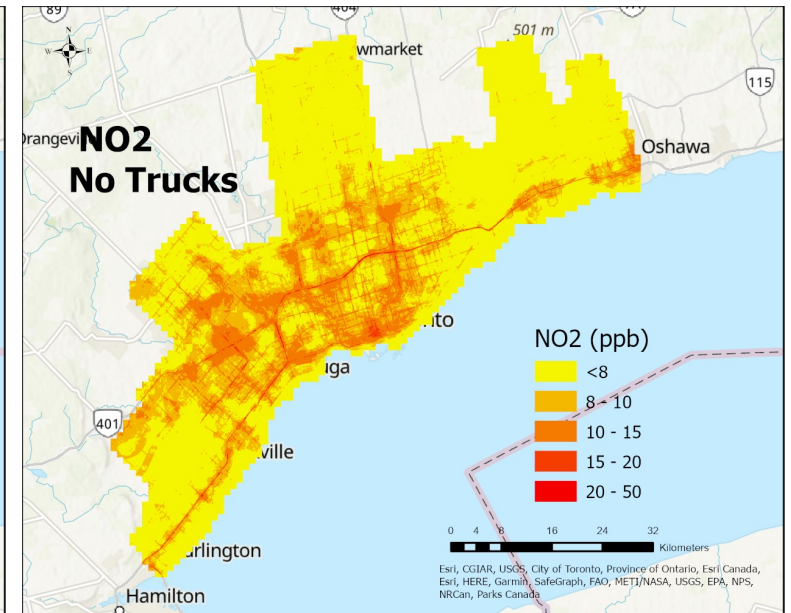 89
404
N
W E
S
wmarket
501 m
115
Orangevil
NO2
No Trucks
Oshawa
nto
NO2 (ppb)
uga
<8
8 - 10
401
10 - 15
ville
15 - 20
20 - 50
0 4 8 16 24 32
Kilometers
urlington
Esri, CGIAR, USGS, City of Toronto, Province of Ontario, Esri Canada,
Esri, HERE, Garmin, SafeGraph, FAO, METI/NASA, USGS, EPA, NPS,
NRCan, Parks Canada
Hamilton